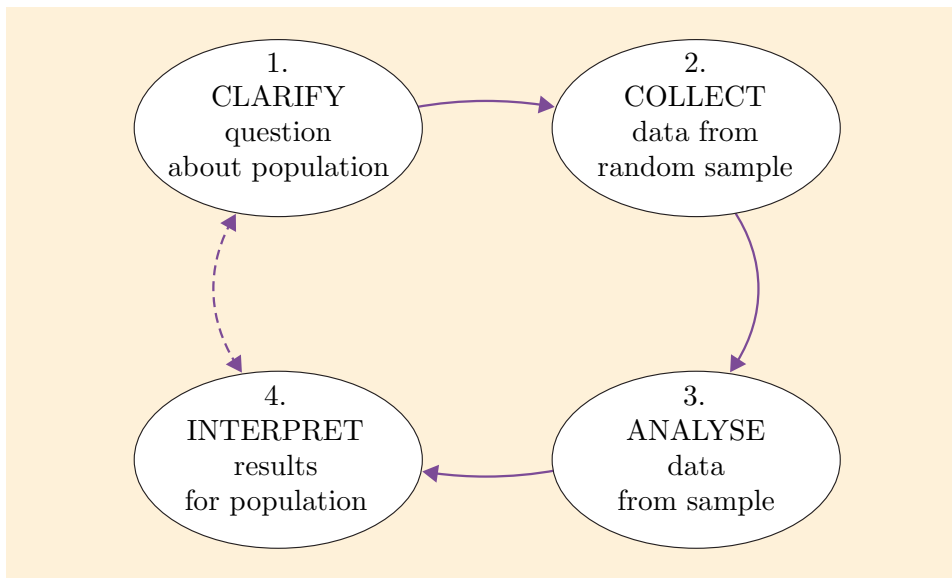 1.
CLARIFY
question
about population
2.
COLLECT
data from
random sample
3.
ANALYSE
data
from sample
4.
INTERPRET
results
for population